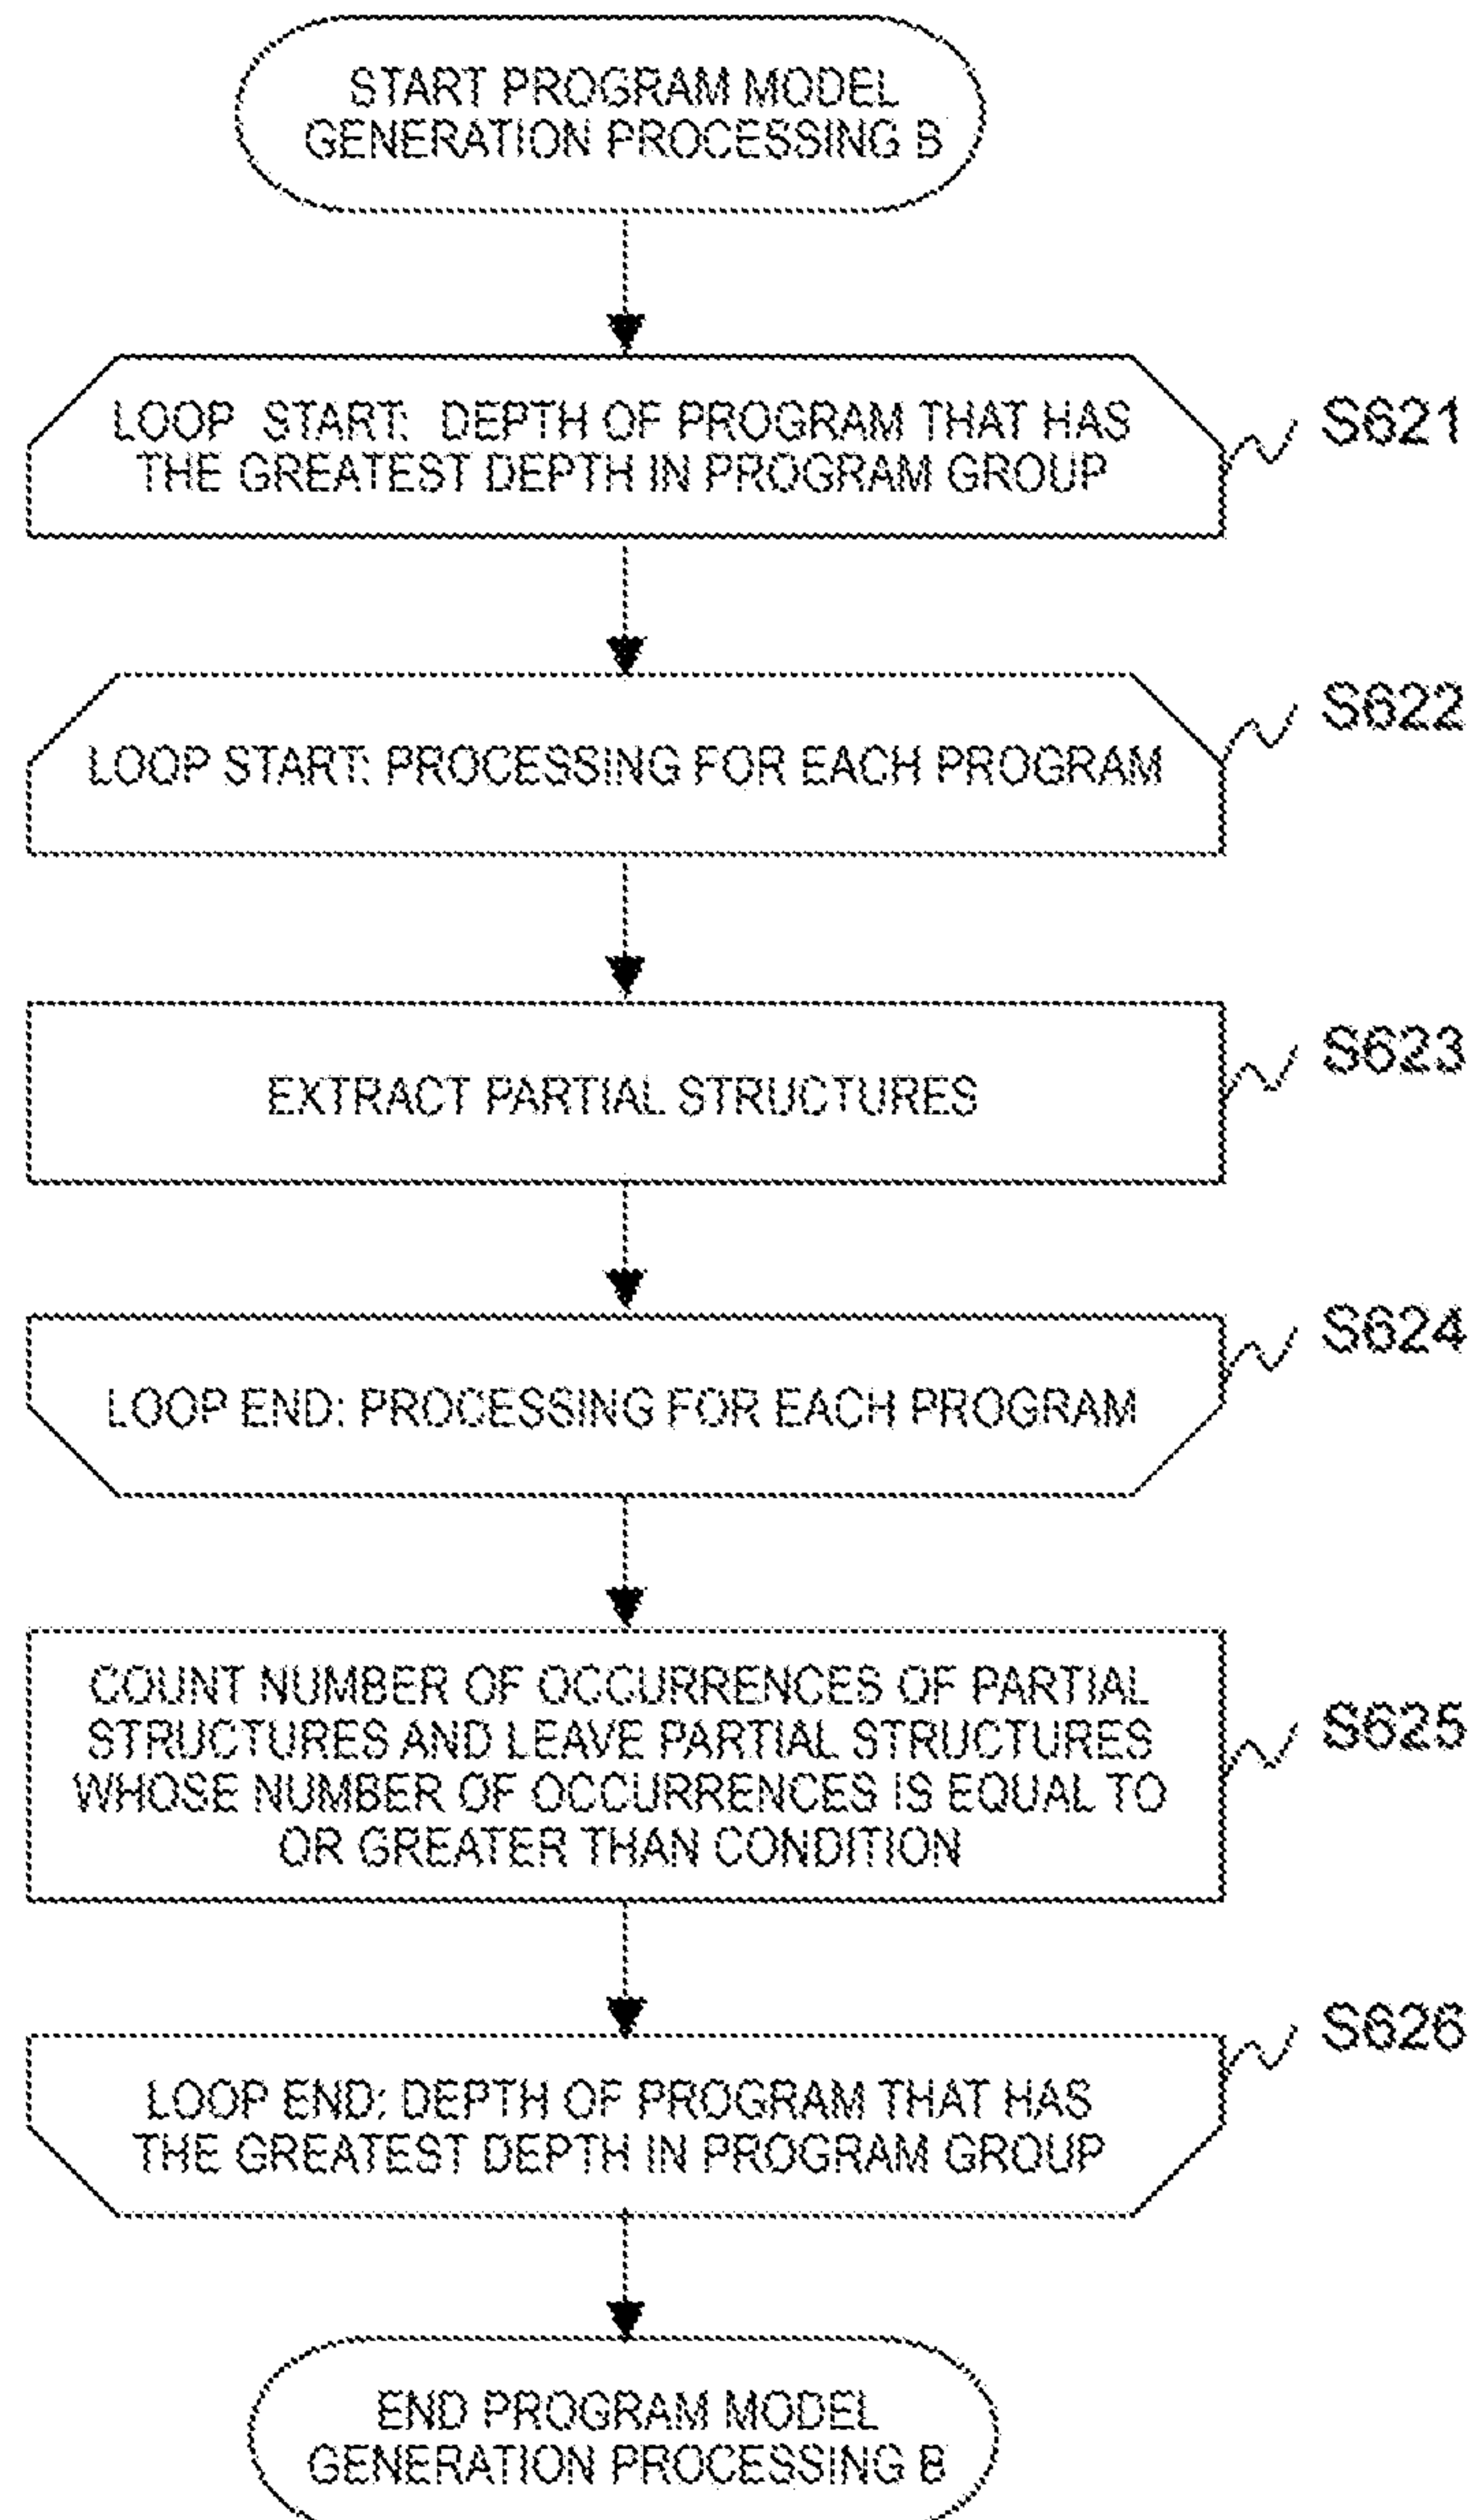 START PROGRAM MODEL
GENERATION PROCESSING B
LOOP START: DEPTH OF PROGRAM THAT HAS
THE GREATEST DEPTH IN PROGRAM GROUP
S621
LOOP START: PROCESSING FOR EACH PROGRAM
S622
EXTRACT PARTIAL STRUCTURES
S623
LOOP END: PROCESSING FOR EACH PROGRAM
S624
COUNT NUMBER OF OCCURRENCES OF PARTIAL
STRUCTURES AND LEAVE PARTIAL STRUCTURES
WHOSE NUMBER OF OCCURRENCES IS EQUAL TO
OR GREATER THAN CONDITION
S625
LOOP END: DEPTH OF PROGRAM THAT HAS
THE GREATEST DEPTH IN PROGRAM GROUP
S626
END PROGRAM MODEL
GENERATION PROCESSING B